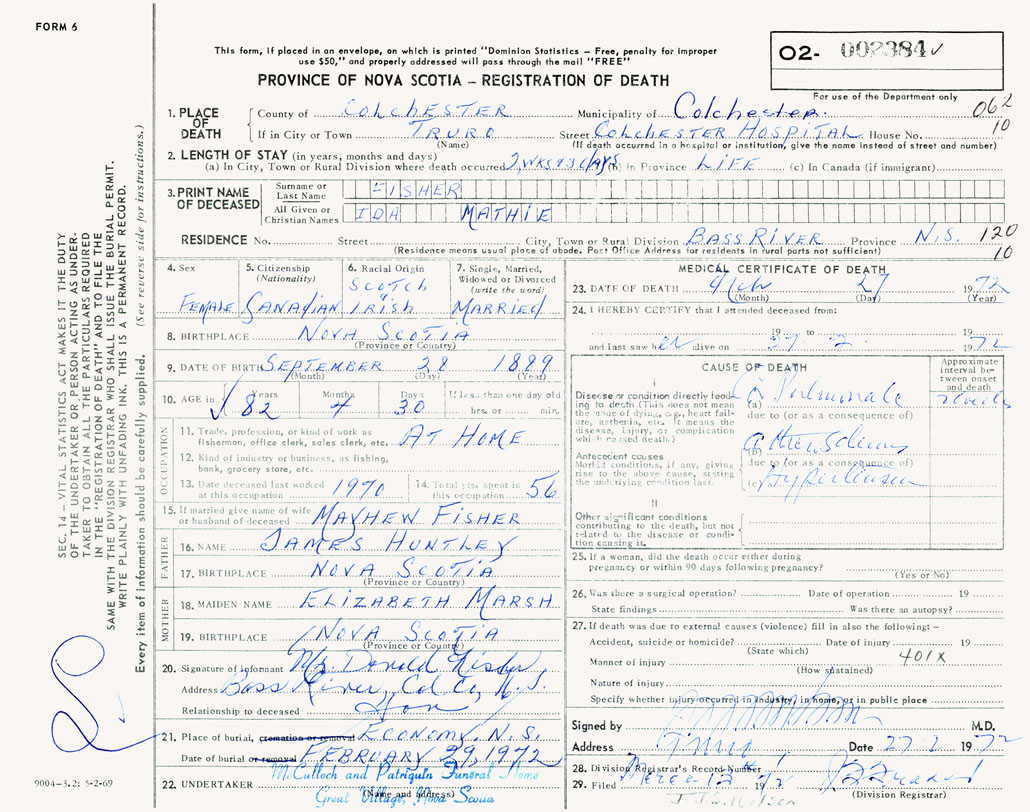 FORM 6
This form, if placed in an envelope, on which is printed "Dominion Statistics – Free, penalty for improper
use $50," and properly addressed will pass through the mail "FREE"
PROVINCE OF NOVA SCOTIA – REGISTRATION OF DEATH
02- 002384
For use of the Department only
062
10
1. PLACE OF DEATH
County of COLCHESTER Municipality of Colchester
If in City or Town TRURO Street COLCHESTER HOSPITAL House No.
(Name) (If death occurred in a hospital or institution, give the name instead of street and number)
2. LENGTH OF STAY (in years, months and days)
(a) In City, Town or Rural Division where death occurred 2 WKS + 3 days (b) in Province LIFE (c) In Canada (if immigrant)
3. PRINT NAME OF DECEASED
Surname or Last Name FISHER
All Given or Christian Names IDA MATHIE
RESIDENCE No. Street City, Town or Rural Division BASS RIVER Province N.S. 120
(Residence means usual place of abode. Post Office Address for residents in rural parts not sufficient) 10
4. Sex FEMALE
5. Citizenship (Nationality) CANADIAN
6. Racial Origin SCOTCH IRISH
7. Single, Married, Widowed or Divorced (write the word) MARRIED
8. BIRTHPLACE NOVA SCOTIA
(Province or Country)
9. DATE OF BIRTH SEPTEMBER 28 1889
(Month) (Day) (Year)
10. AGE in Years 82 Months 4 Days 30 If less than one day old hrs. or min.
OCCUPATION
11. Trade, profession, or kind of work as
fisherman, office clerk, sales clerk, etc. AT HOME
12. Kind of industry or business, as fishing,
bank, grocery store, etc.
13. Date deceased last worked at this occupation 1970
14. Total yrs. spent in this occupation 56
15. If married give name of wife
or husband of deceased MAYHEW FISHER
FATHER
16. NAME JAMES HUNTLEY
17. BIRTHPLACE NOVA SCOTIA
(Province or Country)
MOTHER
18. MAIDEN NAME ELIZABETH MARSH
19. BIRTHPLACE NOVA SCOTIA
(Province or Country)
20. Signature of informant Mr. Donald Fisher
Address Bass River, Col. Co., N.S.
Relationship to deceased Son
21. Place of burial, cremation or removal ECONOMY, N.S.
Date of burial or removal FEBRUARY 29, 1972
22. UNDERTAKER McCulloch and Patriquin Funeral Home
(Name and address)
Great Village, Nova Scotia
MEDICAL CERTIFICATE OF DEATH
23. DATE OF DEATH Feb 27 1972
(Month) (Day) (Year)
24. I HEREBY CERTIFY that I attended deceased from:
19 to 19
and last saw her alive on 27 2 1972
CAUSE OF DEATH
Approximate interval between onset and death
I
Disease or condition directly leading to death (This does not mean the mode of dying, e.g., heart failure, asthenia, etc. It means the disease, injury, or complication which caused death.)
(a) Cor Pulmonale
due to (or as a consequence of)
Antecedent causes
Morbid conditions, if any, giving rise to the above cause, stating the underlying condition last.
(b)
due to (or as a consequence of)
(c) Hypertension
II
Other significant conditions contributing to the death, but not related to the disease or condition causing it.
25. If a woman, did the death occur either during
pregnancy or within 90 days following pregnancy?
(Yes or No)
26. Was there a surgical operation? Date of operation 19
State findings Was there an autopsy?
27. If death was due to external causes (violence) fill in also the following:–
Accident, suicide or homicide? Date of injury 19
(State which)
Manner of injury 401X
(How sustained)
Nature of injury
Specify whether injury occurred in industry, in home, or in public place
Signed by M.D.
Address Truro Date 27 2 1972
28. Division Registrar's Record Number
29. Filed March 12 1972
(Division Registrar)
9004–3.2: 5-2-69
SEC. 14 – VITAL STATISTICS ACT MAKES IT THE DUTY
OF THE UNDERTAKER OR PERSON ACTING AS UNDER-
TAKER TO OBTAIN ALL THE PARTICULARS REQUIRED
IN THE "REGISTRATION OF DEATH" AND TO FILE THE
SAME WITH THE DIVISION REGISTRAR WHO SHALL ISSUE THE BURIAL PERMIT.
WRITE PLAINLY WITH UNFADING INK. THIS IS A PERMANENT RECORD.
Every item of information should be carefully supplied. (See reverse side for instructions.)